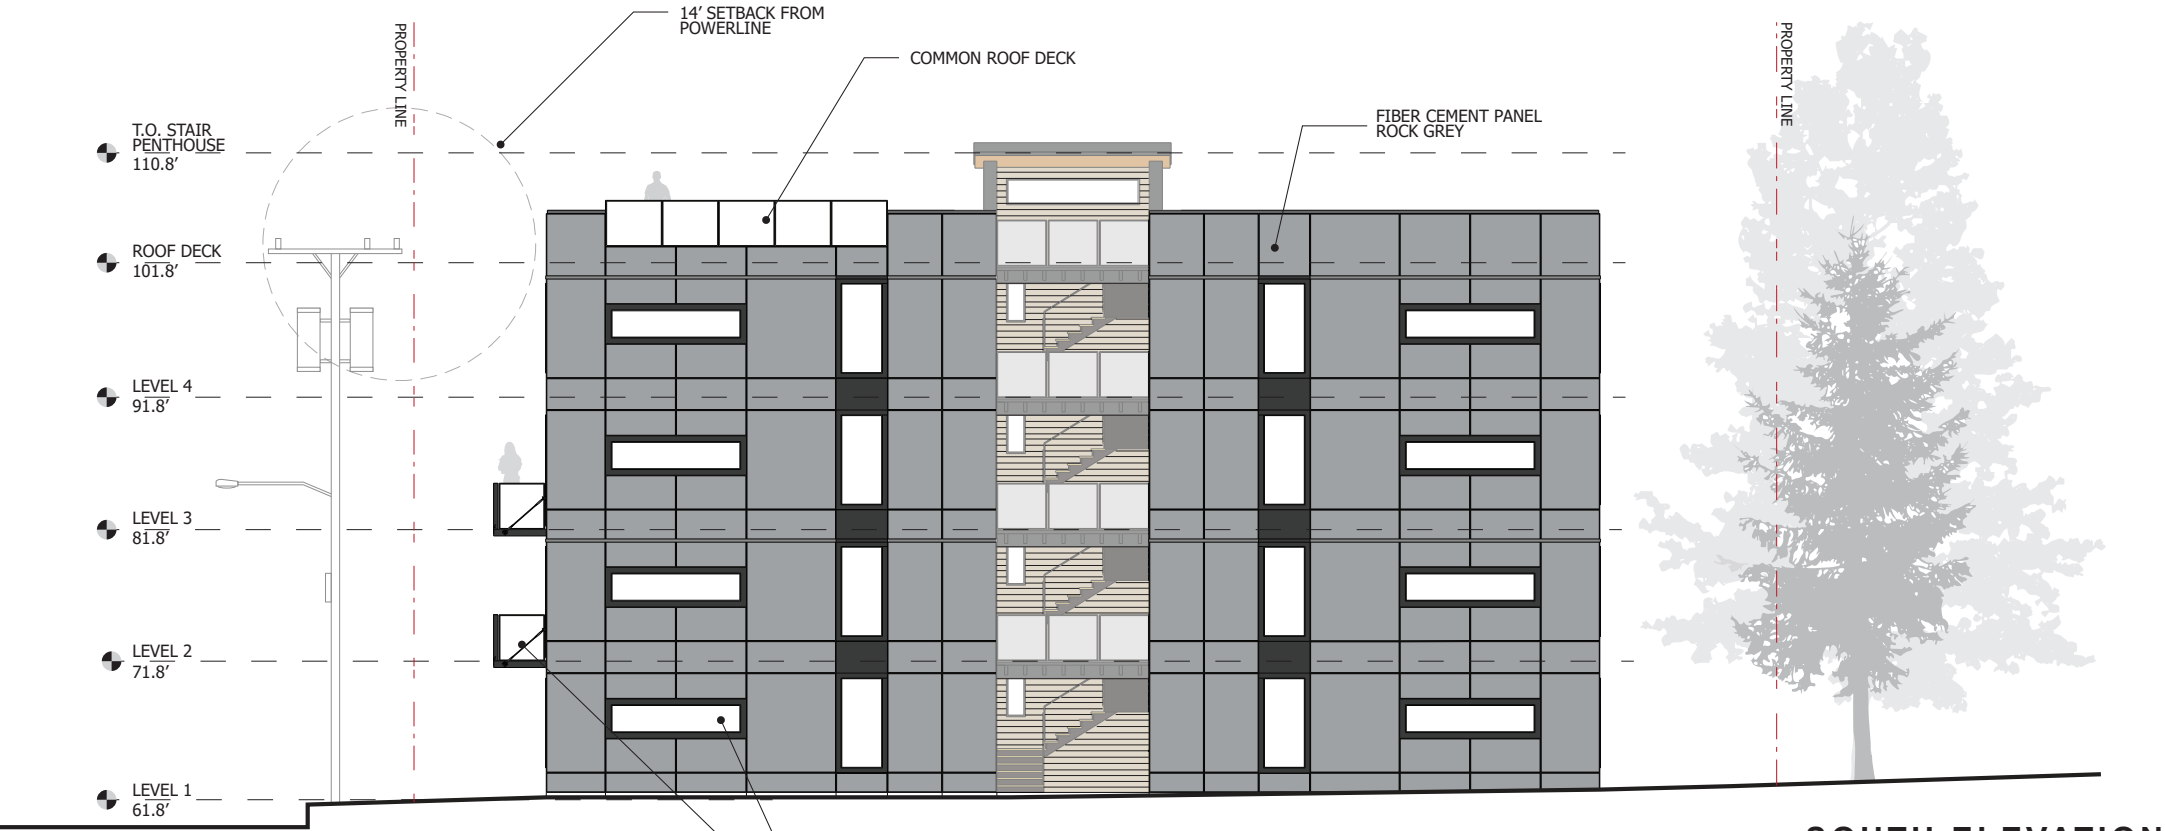 14' SETBACK FROM
POWERLINE
COMMON ROOF DECK
PROPERTY LINE
PROPERTY LINE
FIBER CEMENT PANEL
ROCK GREY
T.O. STAIR
PENTHOUSE
110.8'
ROOF DECK
101.8'
LEVEL 4
91.8'
LEVEL 3
81.8'
LEVEL 2
71.8'
LEVEL 1
61.8'
SOUTH ELEVATION